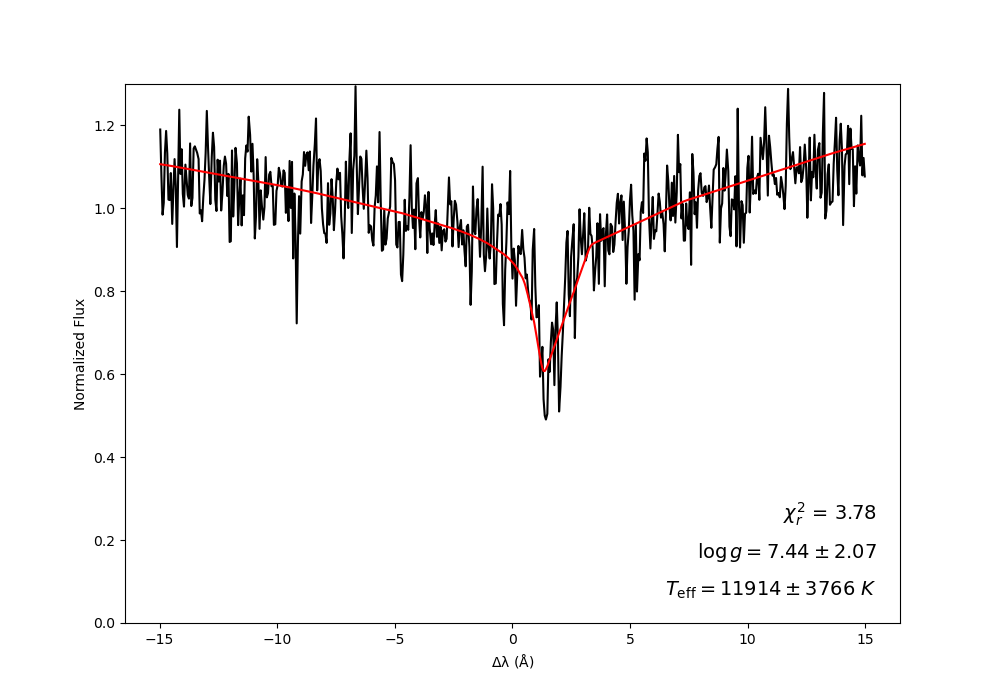 1.2
1.0
0.8
0.6
0.4
0.2
0.0
Normalized Flux
χ²ᵣ = 3.78
log g = 7.44 ± 2.07
T_eff = 11914 ± 3766 K
−15 −10 −5 0 5 10 15
Δλ (Å)